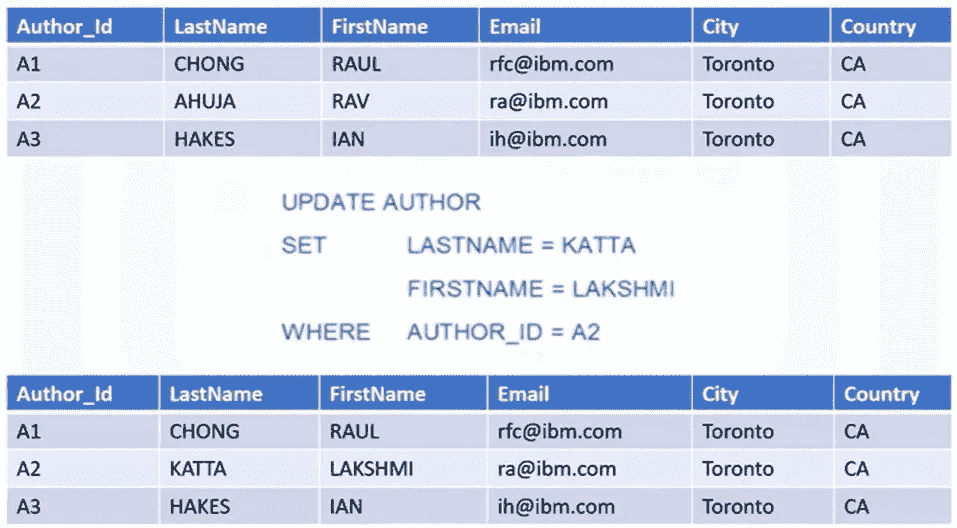 Author_Id LastName FirstName Email City Country
A1 CHONG RAUL rfc@ibm.com Toronto CA
A2 AHUJA RAV ra@ibm.com Toronto CA
A3 HAKES IAN ih@ibm.com Toronto CA
UPDATE AUTHOR
SET LASTNAME = KATTA
FIRSTNAME = LAKSHMI
WHERE AUTHOR_ID = A2
Author_Id LastName FirstName Email City Country
A1 CHONG RAUL rfc@ibm.com Toronto CA
A2 KATTA LAKSHMI ra@ibm.com Toronto CA
A3 HAKES IAN ih@ibm.com Toronto CA